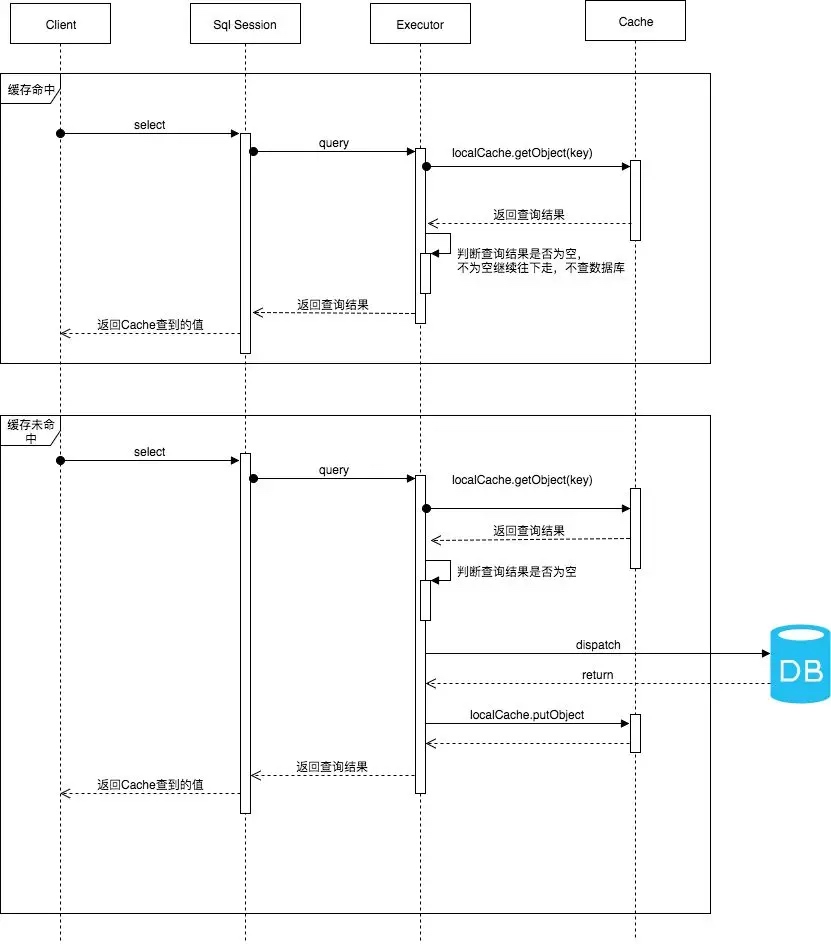 Client
Sql Session
Executor
Cache
缓存命中
select
query
localCache.getObject(key)
返回查询结果
判断查询结果是否为空，
不为空继续往下走，不查数据库
返回查询结果
返回Cache查到的值
缓存未命
中
select
query
localCache.getObject(key)
返回查询结果
判断查询结果是否为空
dispatch
DB
return
localCache.putObject
返回查询结果
返回Cache查到的值